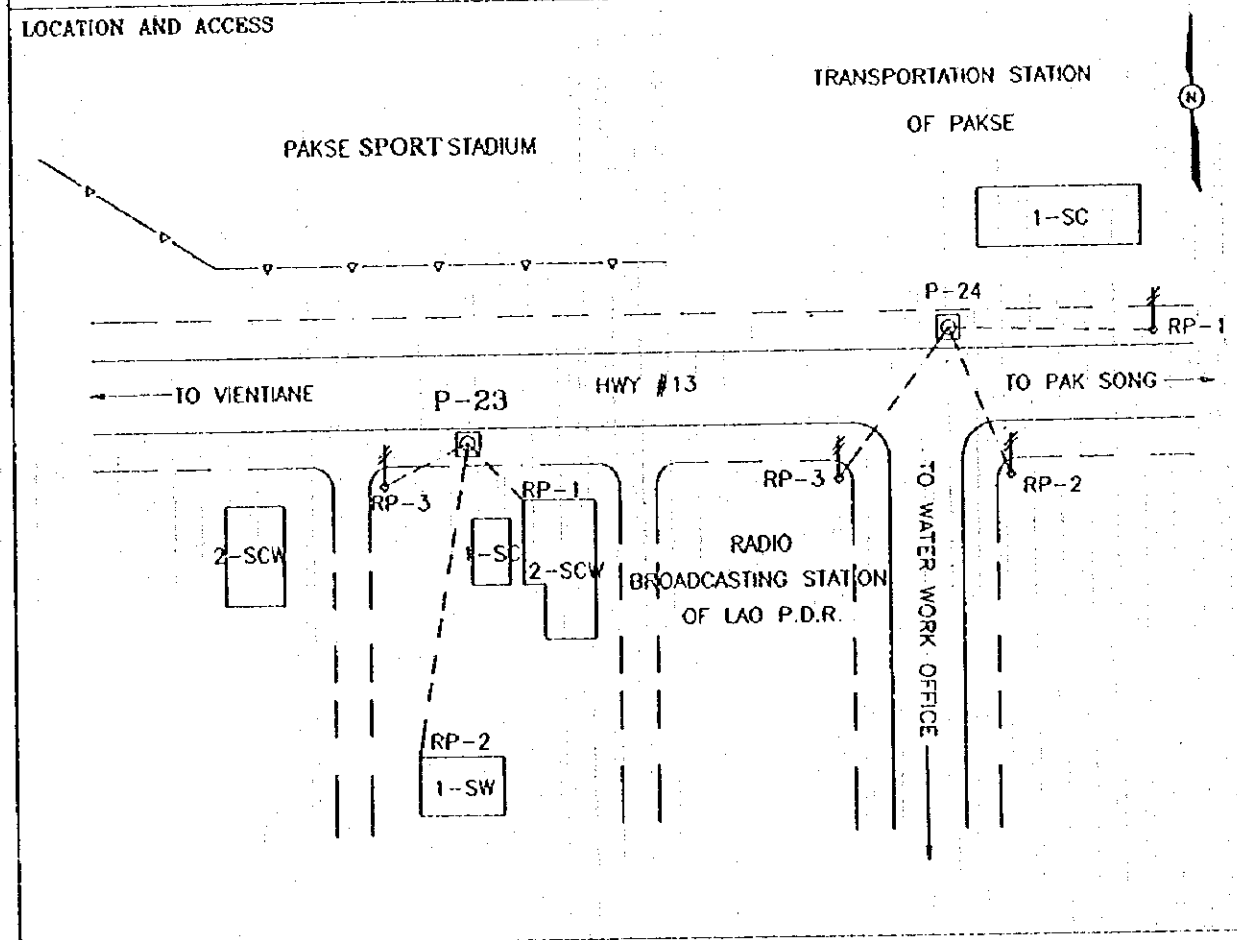 LOCATION AND ACCESS
TRANSPORTATION STATION
OF PAKSE
N
PAKSE SPORT STADIUM
1-SC
P-24
RP-1
TO VIENTIANE
HWY #13
TO PAK SONG
P-23
RP-3
RP-1
RP-3
RP-2
2-SCW
1-SC
2-SCW
RADIO
BROADCASTING STATION
OF LAO P.D.R.
TO WATER WORK OFFICE
RP-2
1-SW